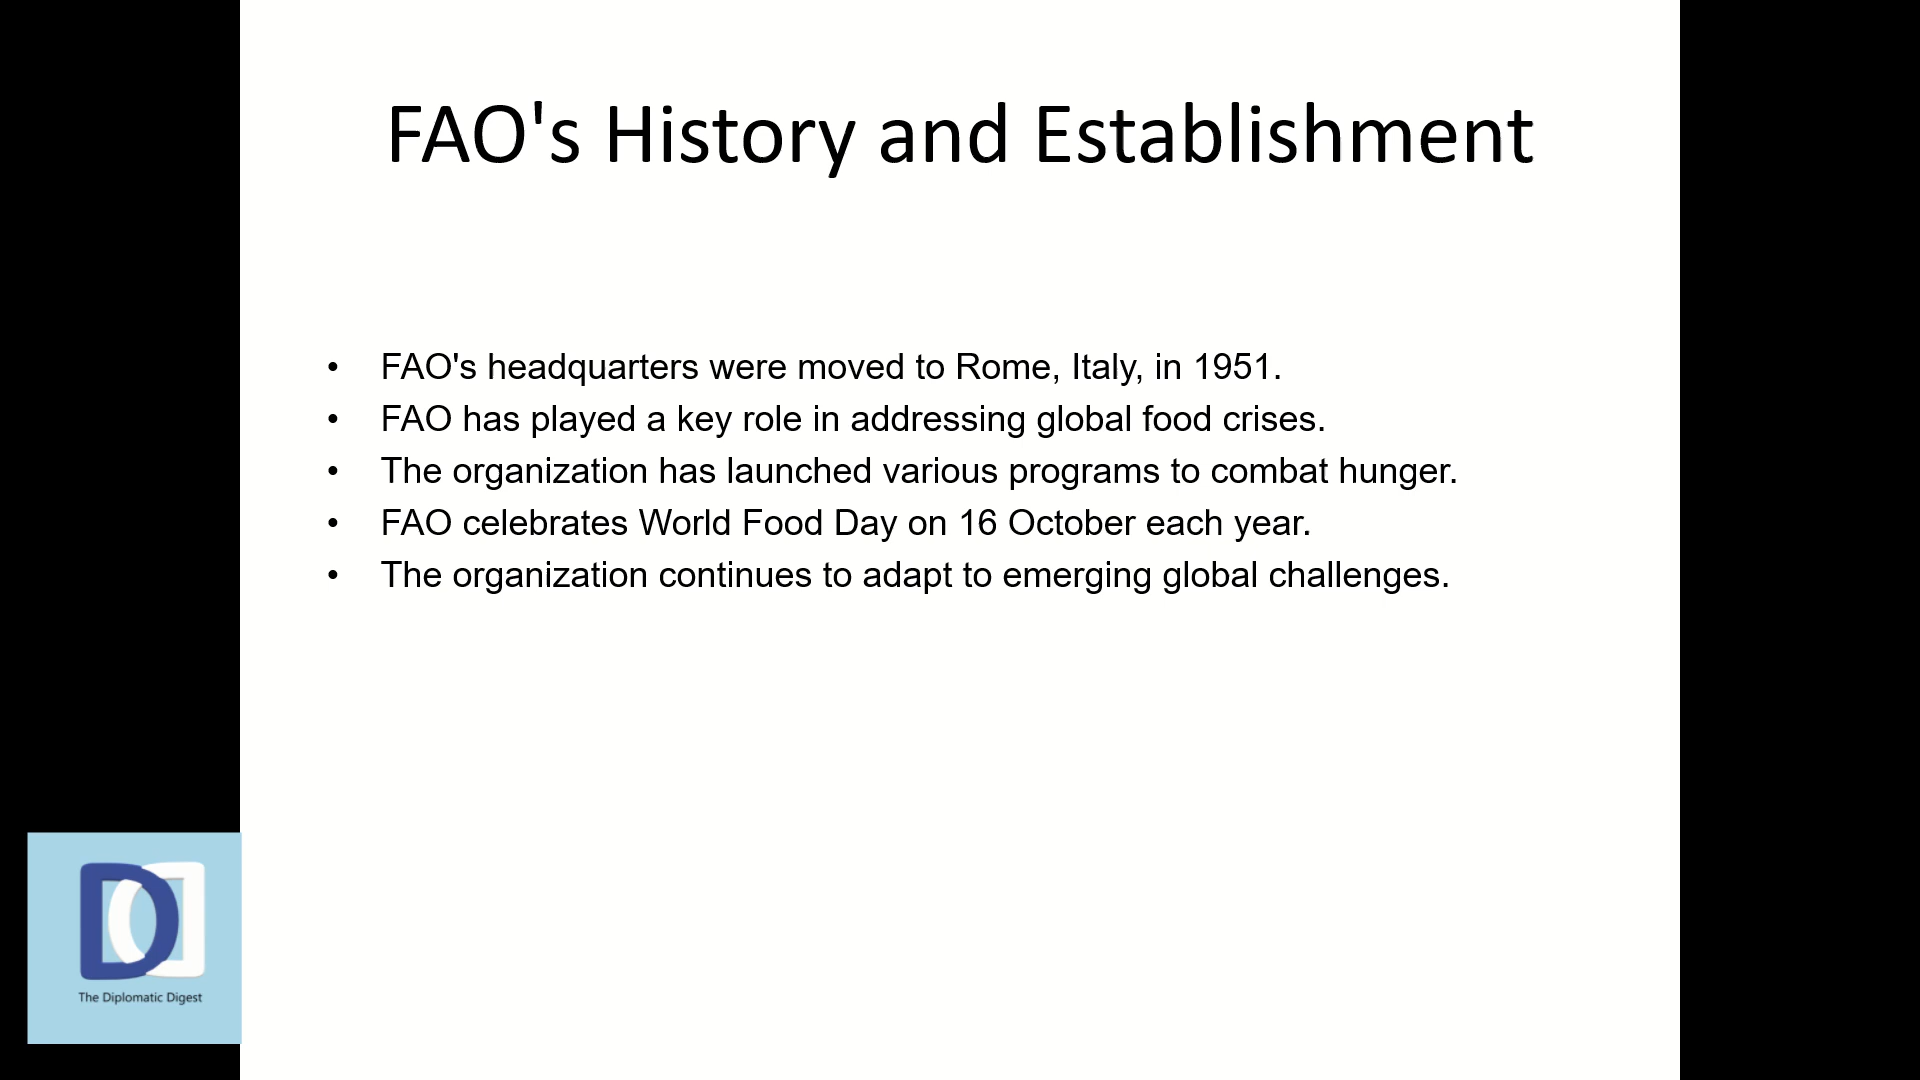 FAO's History and Establishment
• FAO's headquarters were moved to Rome, Italy, in 1951.
• FAO has played a key role in addressing global food crises.
• The organization has launched various programs to combat hunger.
• FAO celebrates World Food Day on 16 October each year.
• The organization continues to adapt to emerging global challenges.
DD
The Diplomatic Digest